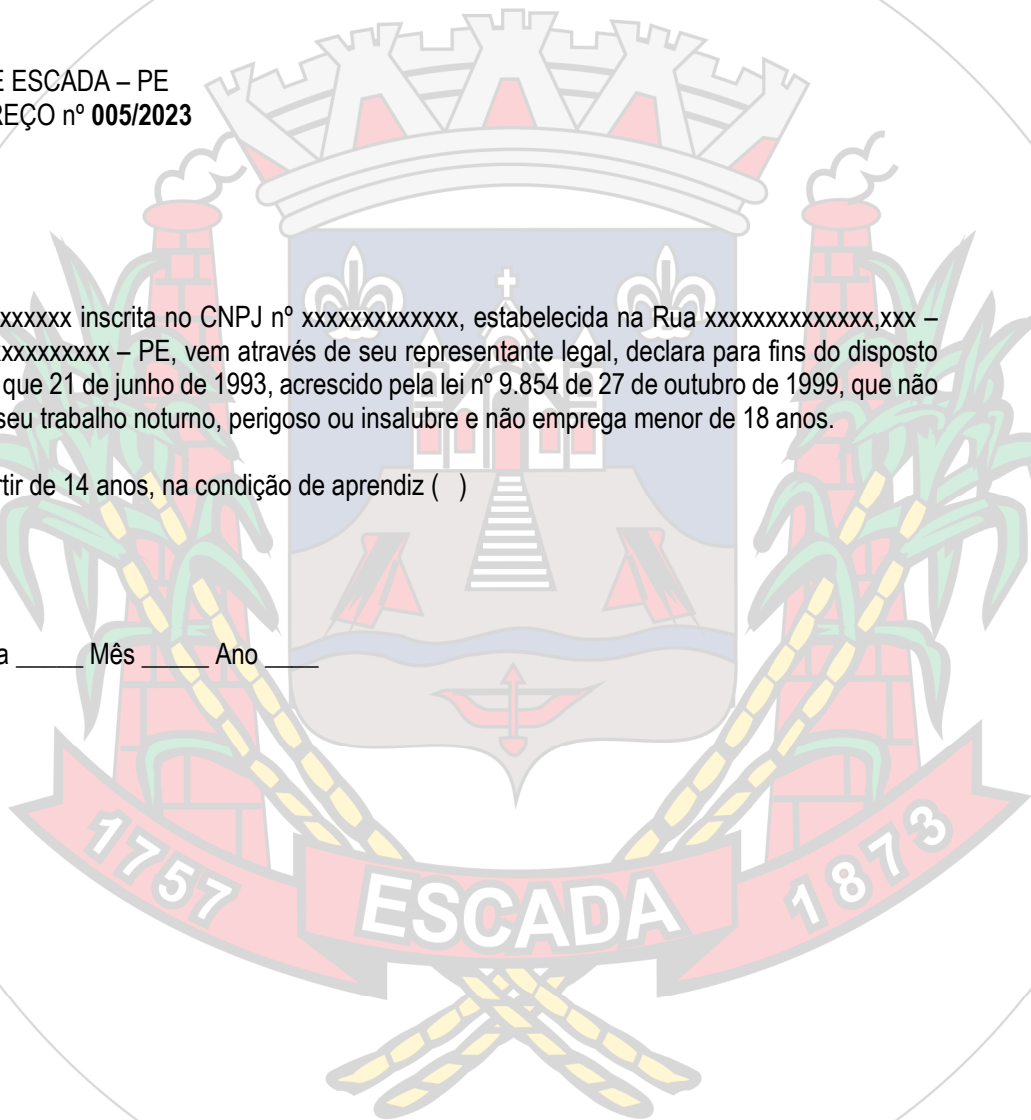 E ESCADA – PE
REÇO nº 005/2023
xxxxxx inscrita no CNPJ nº xxxxxxxxxxxxx, estabelecida na Rua xxxxxxxxxxxxxx,xxx –
xxxxxxxxxx – PE, vem através de seu representante legal, declara para fins do disposto
que 21 de junho de 1993, acrescido pela lei nº 9.854 de 27 de outubro de 1999, que não
seu trabalho noturno, perigoso ou insalubre e não emprega menor de 18 anos.
rtir de 14 anos, na condição de aprendiz ( )
a _____ Mês _____ Ano ____
1757 ESCADA 1873